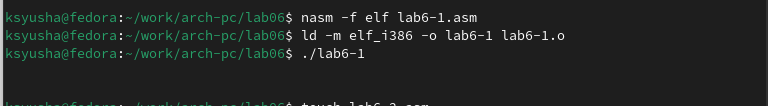 ksyusha@fedora:~/work/arch-pc/lab06$ nasm -f elf lab6-1.asm
ksyusha@fedora:~/work/arch-pc/lab06$ ld -m elf_i386 -o lab6-1 lab6-1.o
ksyusha@fedora:~/work/arch-pc/lab06$ ./lab6-1
ksyusha@fedora:~/work/arch-pc/lab06$ touch lab6-2.asm